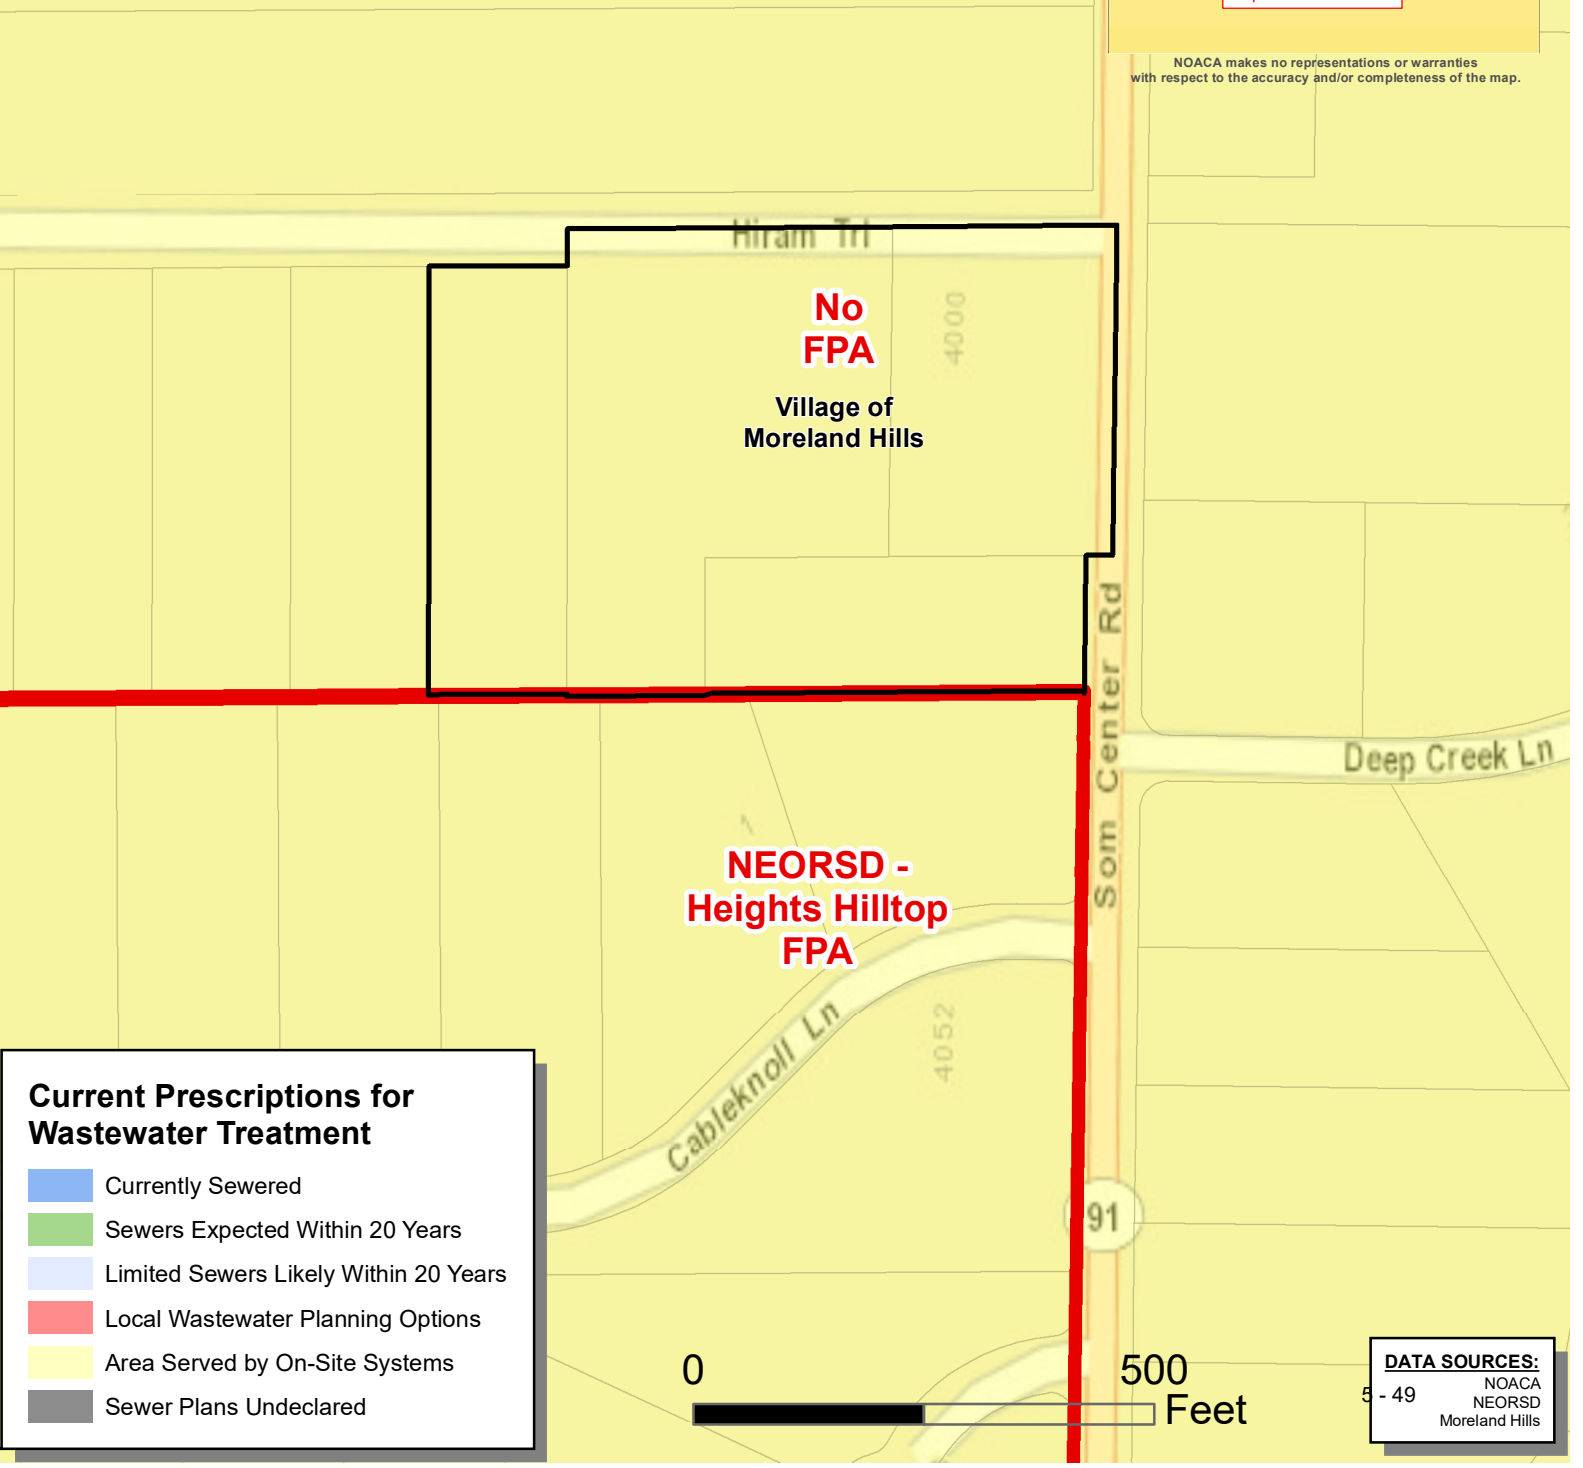 NOACA makes no representations or warranties
with respect to the accuracy and/or completeness of the map.
Hiram Trl
No
FPA
4000
Village of
Moreland Hills
Som Center Rd
Deep Creek Ln
NEORSD -
Heights Hilltop
FPA
Cableknoll Ln
4052
91
Current Prescriptions for
Wastewater Treatment
Currently Sewered
Sewers Expected Within 20 Years
Limited Sewers Likely Within 20 Years
Local Wastewater Planning Options
Area Served by On-Site Systems
Sewer Plans Undeclared
0 500
Feet
DATA SOURCES:
NOACA
5 - 49
NEORSD
Moreland Hills